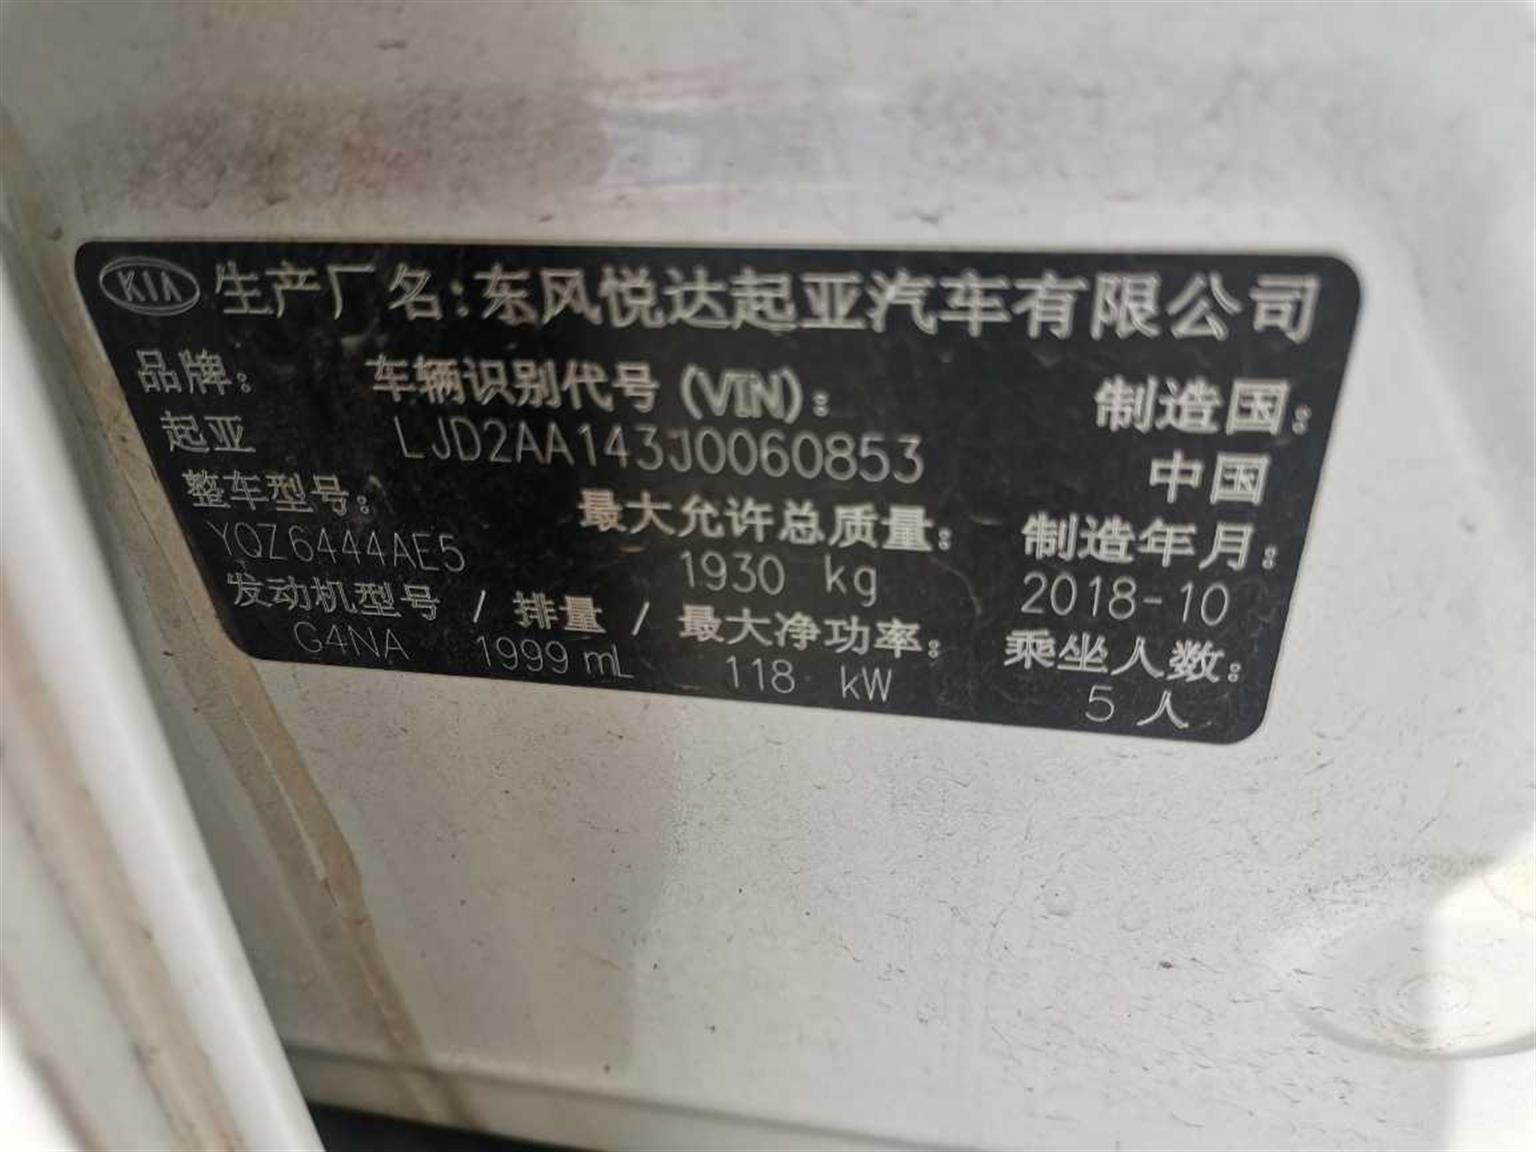 KIA 生产厂名:东风悦达起亚汽车有限公司
品牌: 车辆识别代号(VIN): 制造国:
起亚 LJD2AA143J0060853 中国
整车型号: 最大允许总质量: 制造年月:
YQZ6444AE5 1930 kg 2018-10
发动机型号 / 排量 / 最大净功率: 乘坐人数:
G4NA 1999 mL 118 kW 5 人